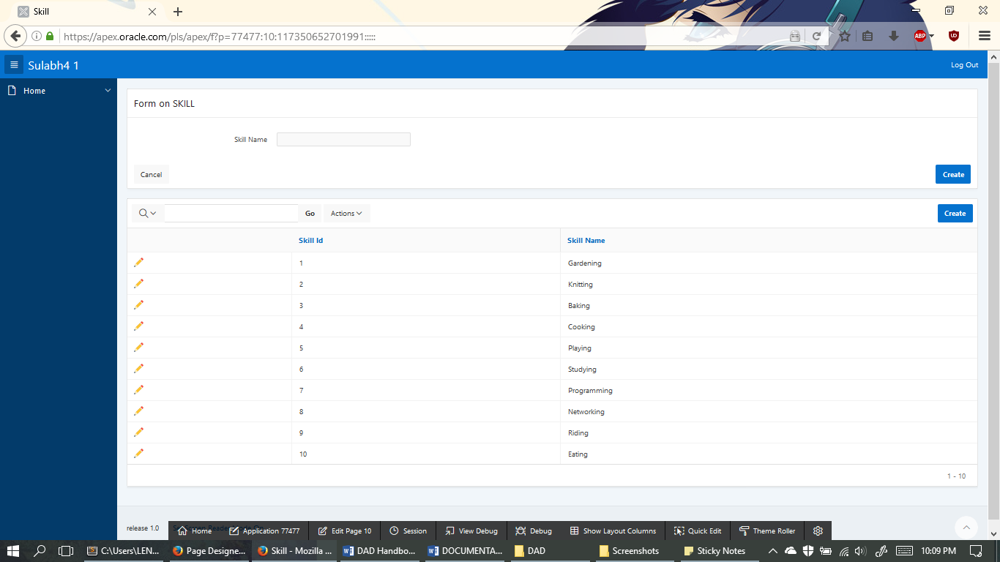 Skill
https://apex.oracle.com/pls/apex/f?p=77477:10:117350652701991:::::
ABP
Sulabh4 1
Log Out
Home
Form on SKILL
Skill Name
Cancel
Create
Go
Actions
Create
Skill Id Skill Name
1 Gardening
2 Knitting
3 Baking
4 Cooking
5 Playing
6 Studying
7 Programming
8 Networking
9 Riding
10 Eating
1 - 10
release 1.0
Home
Application 77477
Edit Page 10
Session
View Debug
Debug
Show Layout Columns
Quick Edit
Theme Roller
C:\Users\LEN...
Page Designe...
Skill - Mozilla ...
DAD Handbo...
DOCUMENTA...
DAD
Screenshots
Sticky Notes
10:09 PM